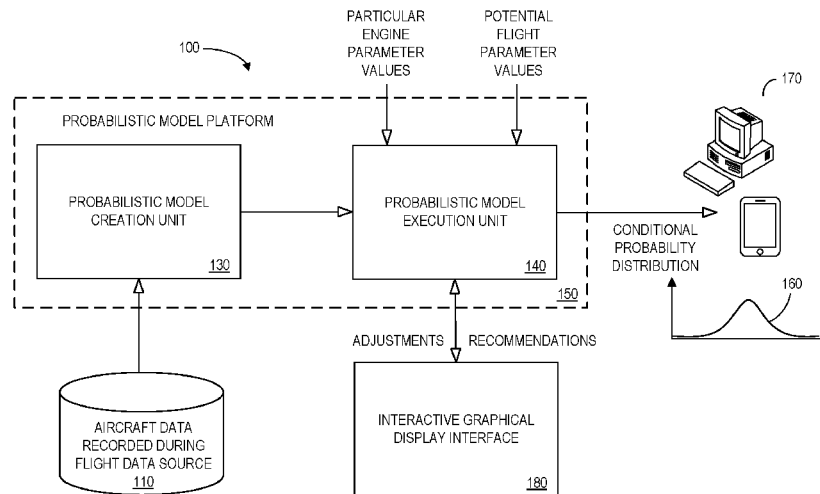 100
PARTICULAR
ENGINE
PARAMETER
VALUES
POTENTIAL
FLIGHT
PARAMETER
VALUES
170
PROBABILISTIC MODEL PLATFORM
PROBABILISTIC MODEL
CREATION UNIT
130
PROBABILISTIC MODEL
EXECUTION UNIT
140
150
CONDITIONAL
PROBABILITY
DISTRIBUTION
160
ADJUSTMENTS
RECOMMENDATIONS
AIRCRAFT DATA
RECORDED DURING
FLIGHT DATA SOURCE
110
INTERACTIVE GRAPHICAL
DISPLAY INTERFACE
180